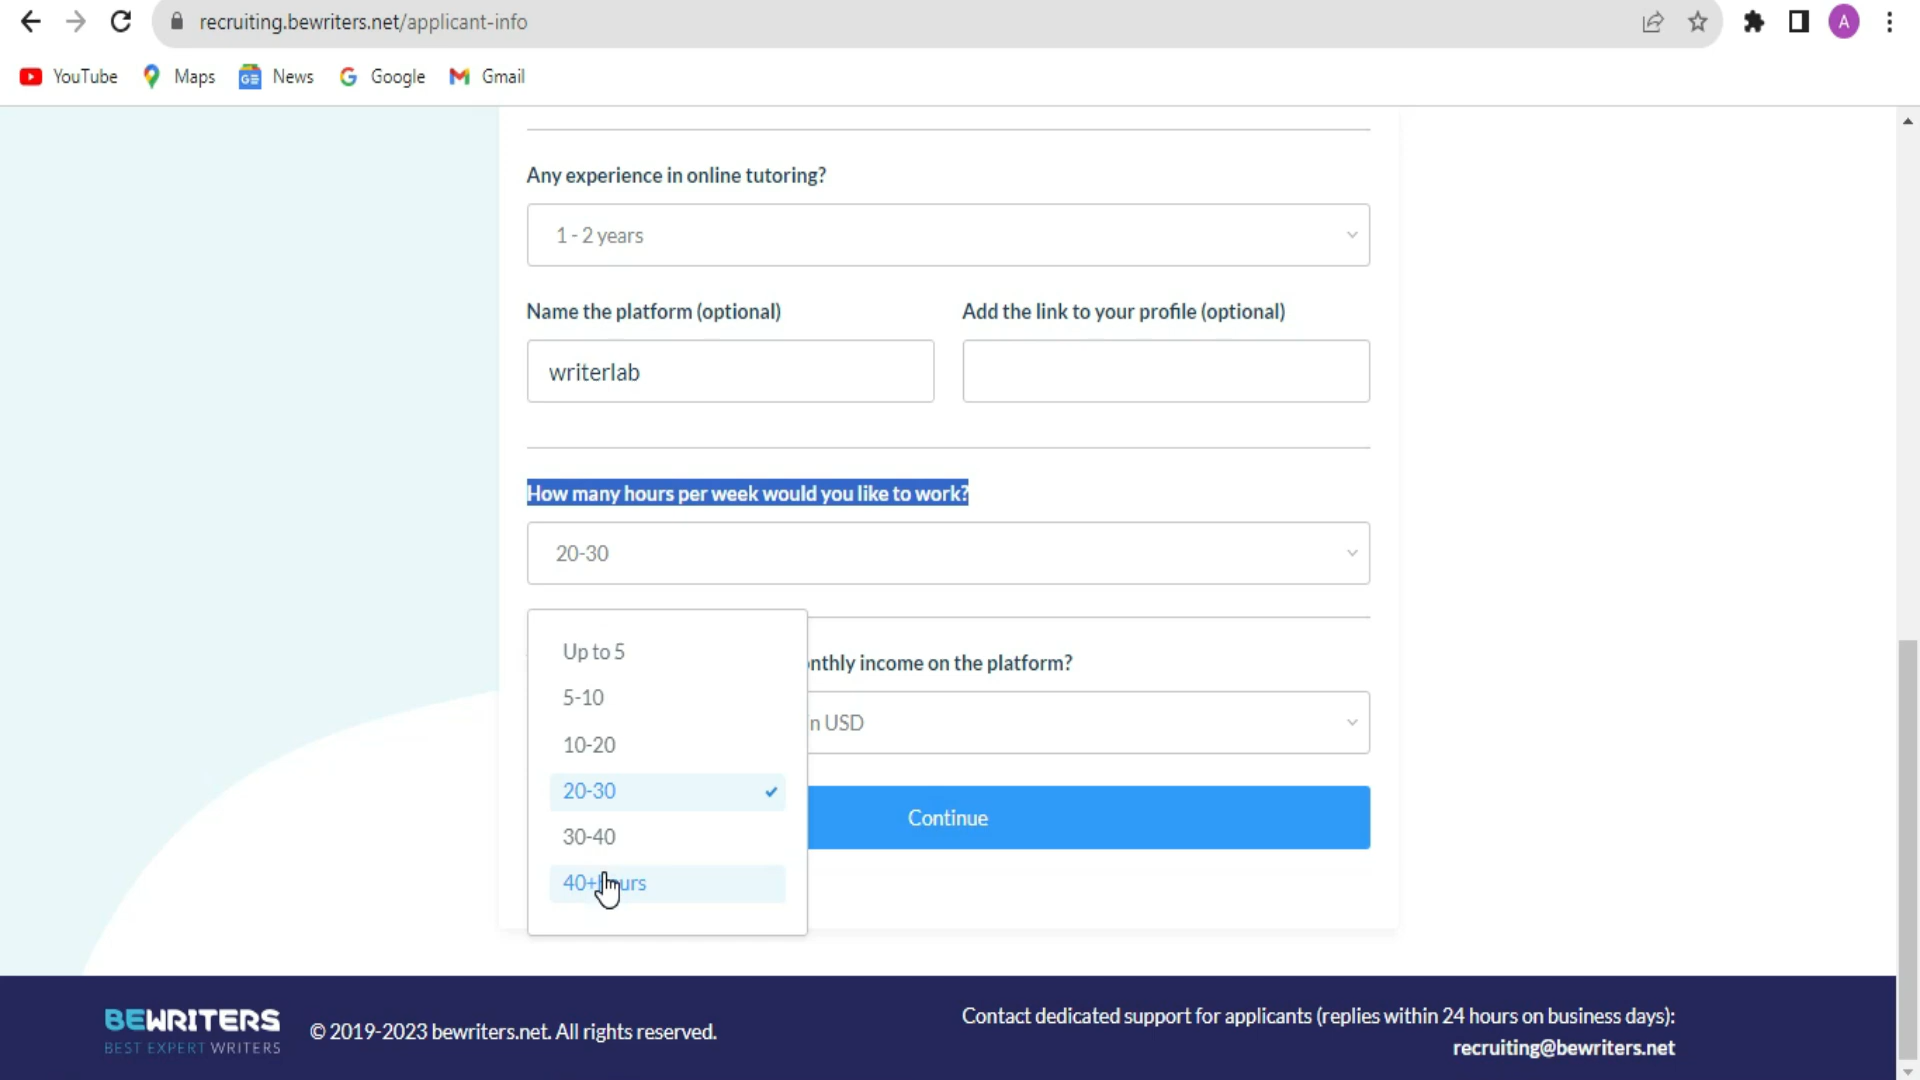 recruiting.bewriters.net/applicant-info
A
YouTube Maps News Google Gmail
Any experience in online tutoring?
1 - 2 years
Name the platform (optional) Add the link to your profile (optional)
writerlab
How many hours per week would you like to work?
20-30
Up to 5
nthly income on the platform?
5-10
n USD
10-20
20-30
Continue
30-40
40+ urs
BEWRITERS
BEST EXPERT WRITERS
© 2019-2023 bewriters.net. All rights reserved.
Contact dedicated support for applicants (replies within 24 hours on business days):
recruiting@bewriters.net